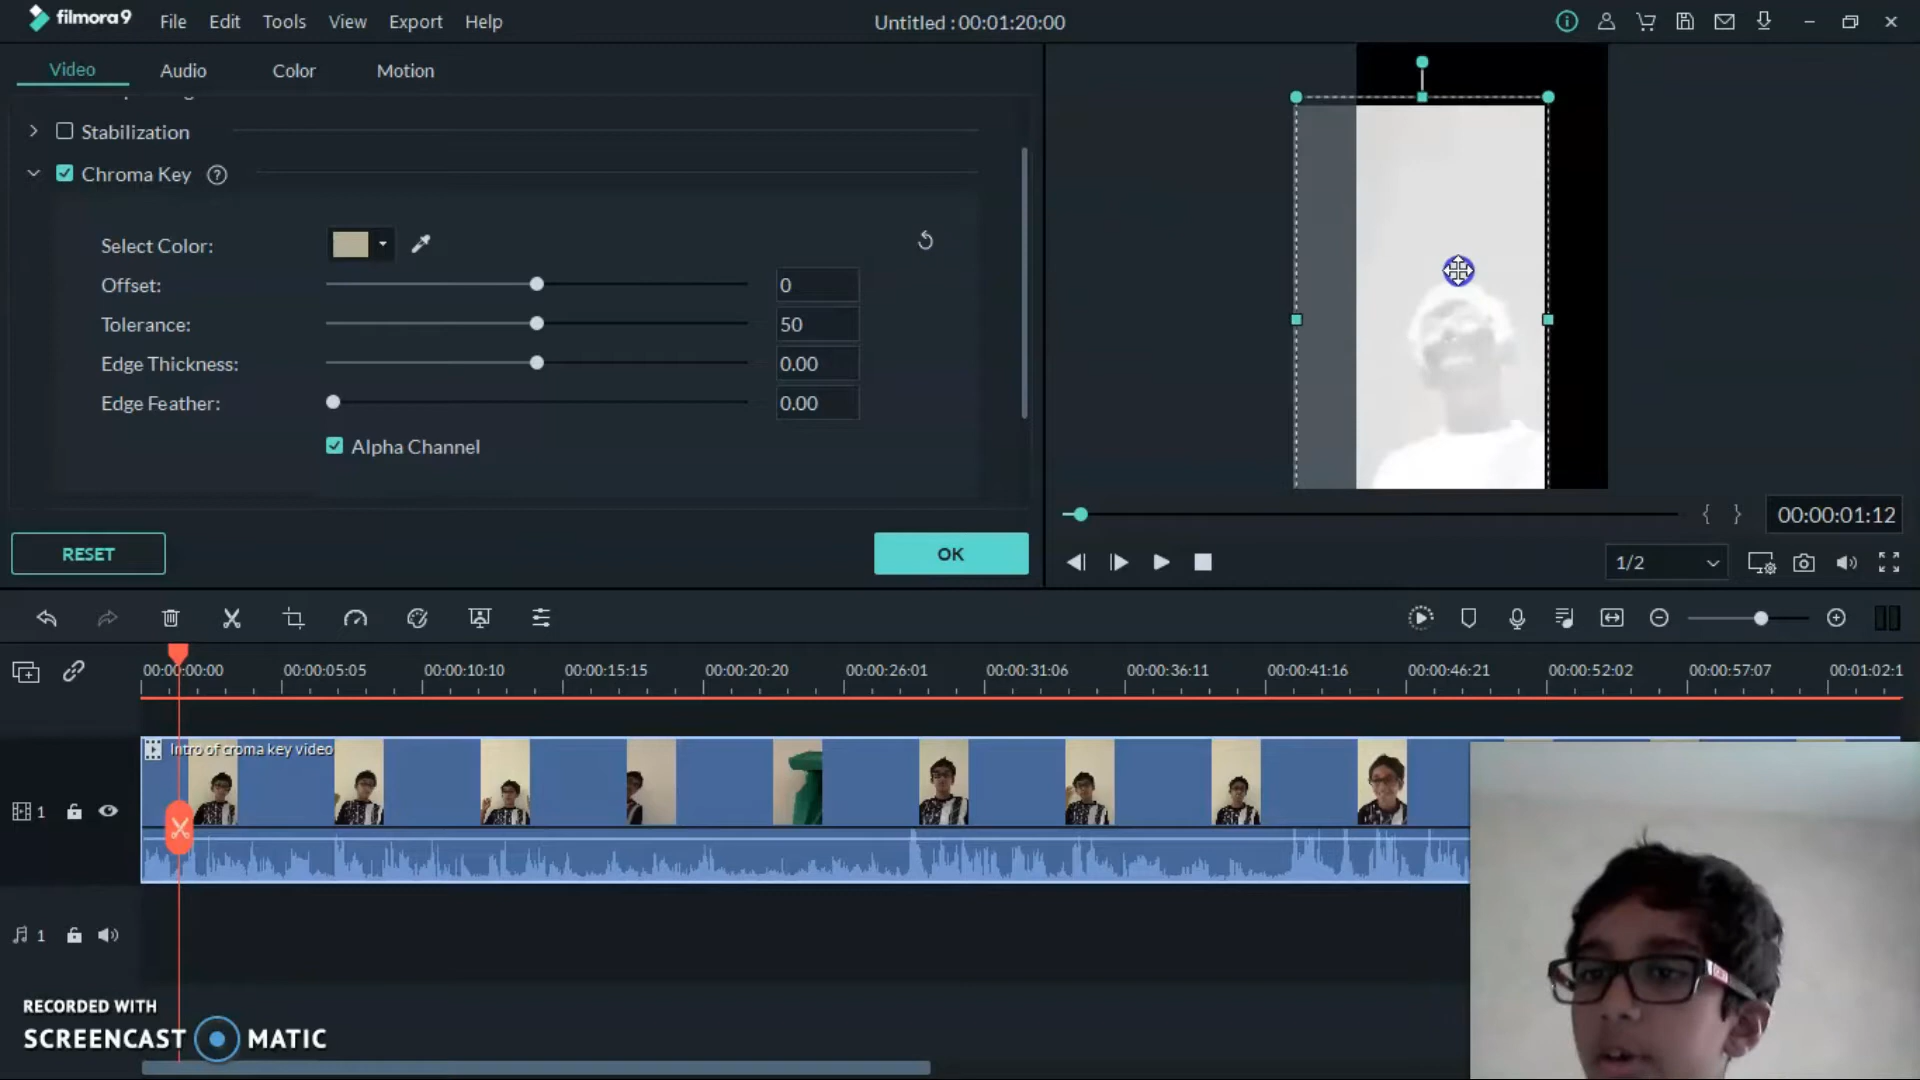 filmora9 File Edit Tools View Export Help Untitled : 00:01:20:00
Video Audio Color Motion
Stabilization
Chroma Key
Select Color:
Offset: 0
Tolerance: 50
Edge Thickness: 0.00
Edge Feather: 0.00
Alpha Channel
{ } 00:00:01:12
RESET OK
1/2
00:00:00:00 00:00:05:05 00:00:10:10 00:00:15:15 00:00:20:20 00:00:26:01 00:00:31:06 00:00:36:11 00:00:41:16 00:00:46:21 00:00:52:02 00:00:57:07 00:01:02:1
Intro of croma key video
1
1
RECORDED WITH
SCREENCAST MATIC